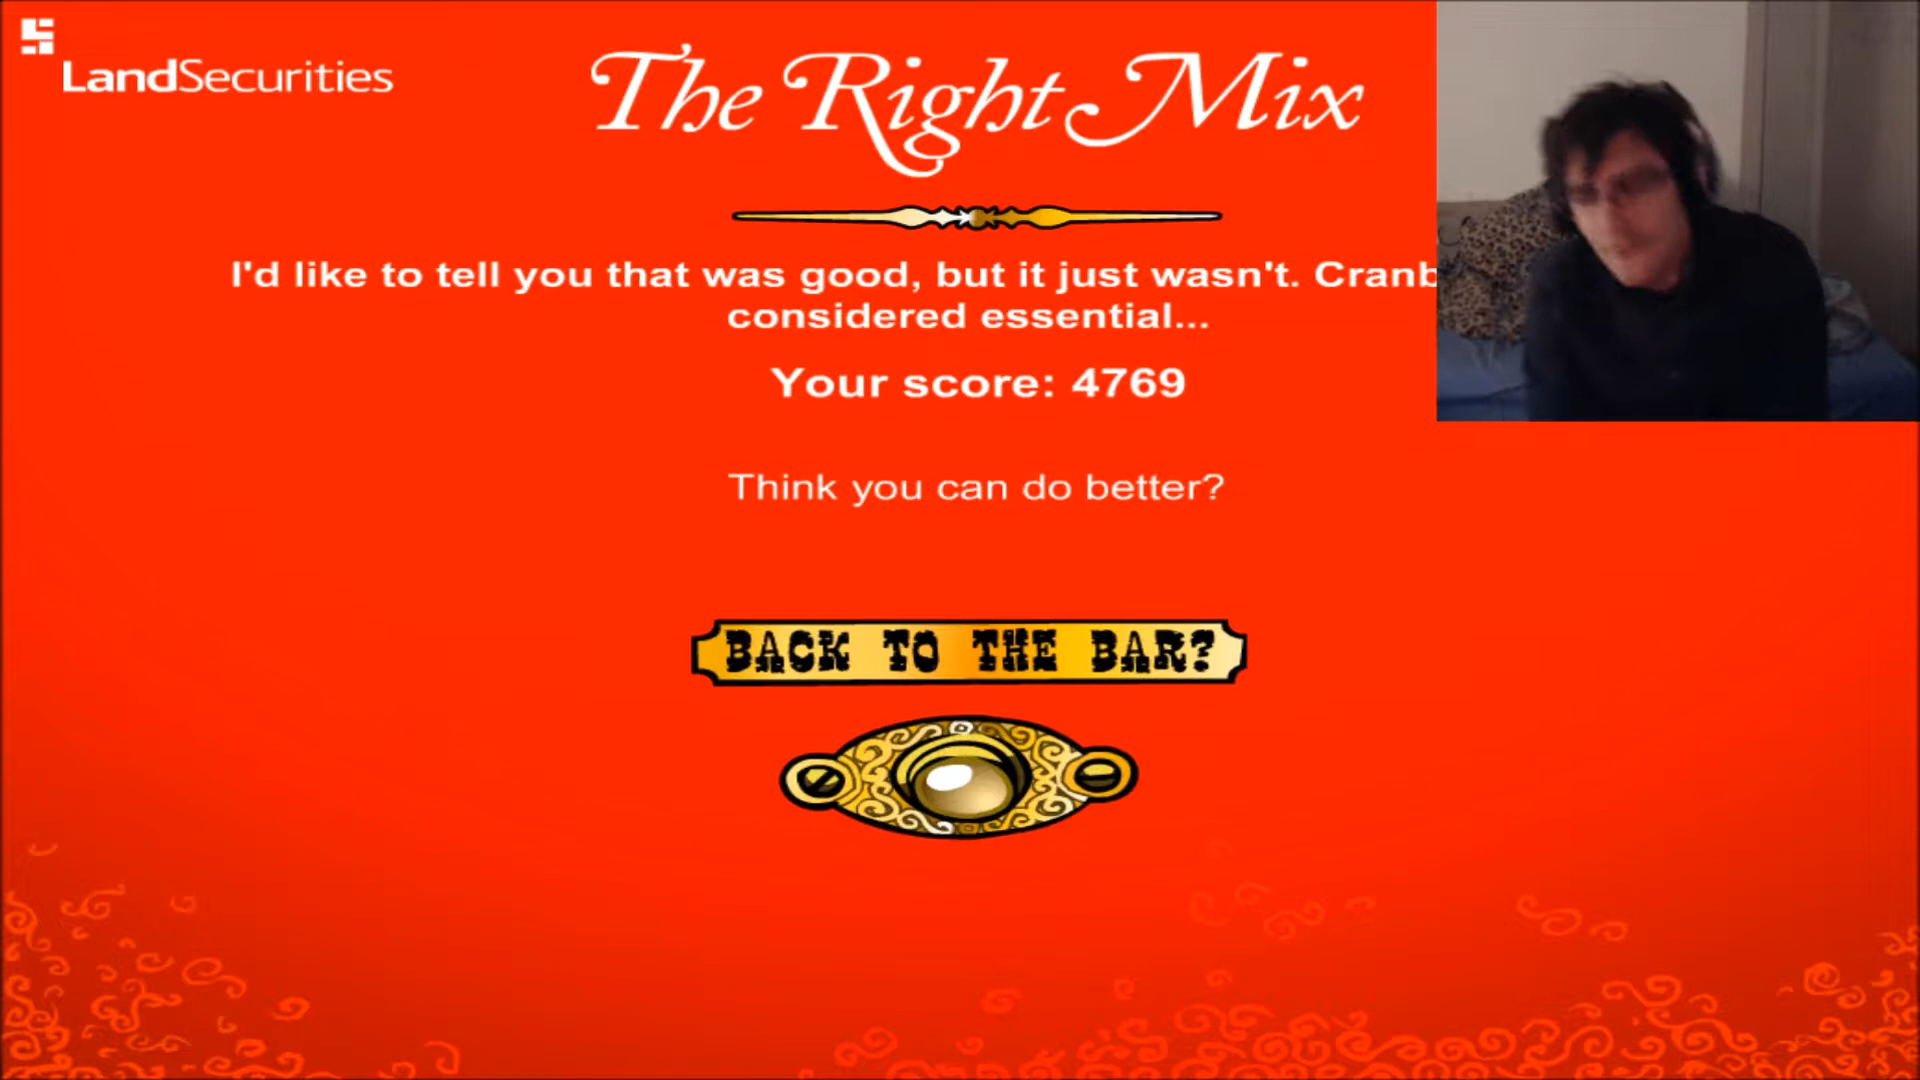 LandSecurities
The Right Mix
I'd like to tell you that was good, but it just wasn't.
considered essential...
Your score: 4769
Think you can do better?
BACK TO THE BAR?